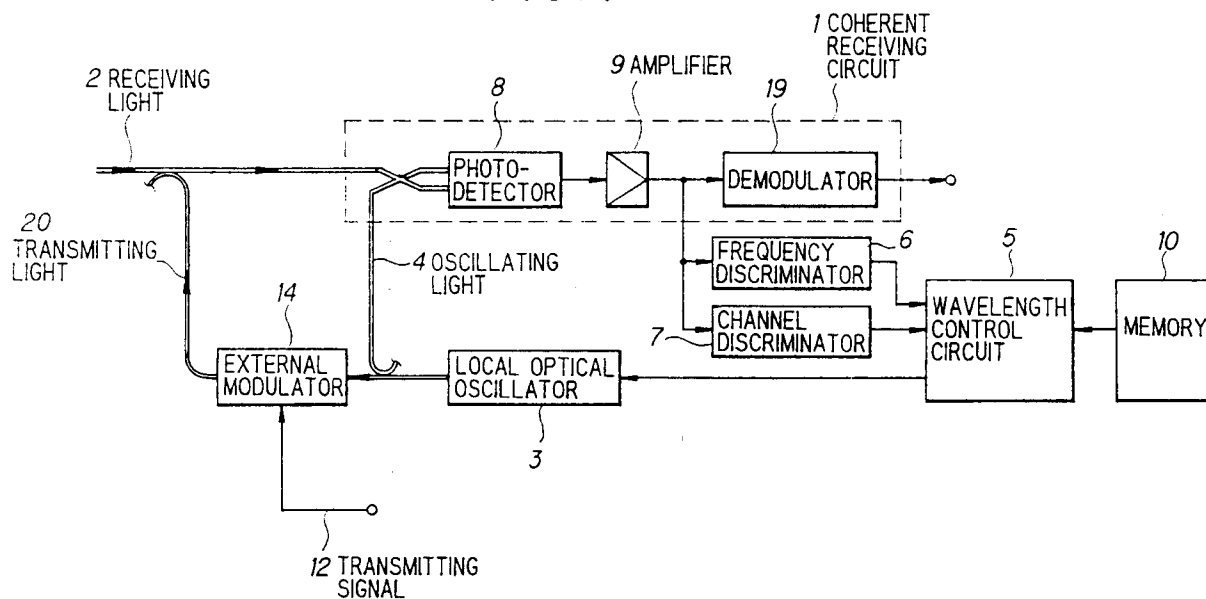 1 COHERENT
RECEIVING
CIRCUIT
2 RECEIVING
LIGHT
9 AMPLIFIER
8
19
PHOTO-
DETECTOR
DEMODULATOR
20
TRANSMITTING
LIGHT
4 OSCILLATING
LIGHT
6
FREQUENCY
DISCRIMINATOR
5
10
14
7
CHANNEL
DISCRIMINATOR
WAVELENGTH
CONTROL
CIRCUIT
MEMORY
EXTERNAL
MODULATOR
LOCAL OPTICAL
OSCILLATOR
3
12 TRANSMITTING
SIGNAL